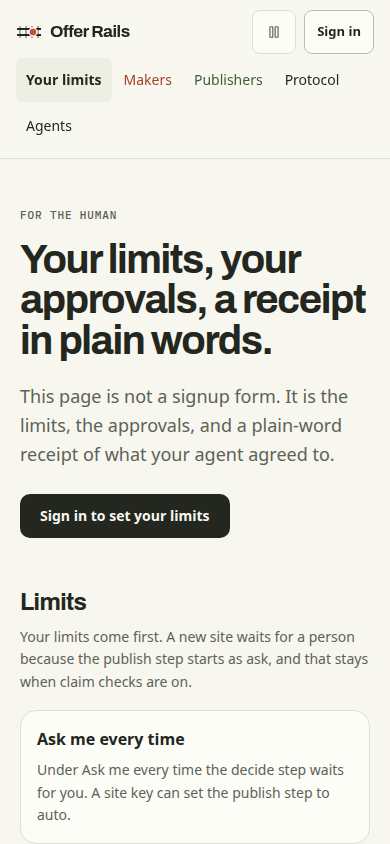 Offer Rails
Sign in
Your limits
Makers
Publishers
Protocol
Agents
FOR THE HUMAN
Your limits, your
approvals, a receipt
in plain words.
This page is not a signup form. It is the
limits, the approvals, and a plain-word
receipt of what your agent agreed to.
Sign in to set your limits
Limits
Your limits come first. A new site waits for a person
because the publish step starts as ask, and that stays
when claim checks are on.
Ask me every time
Under Ask me every time the decide step waits
for you. A site key can set the publish step to
auto.